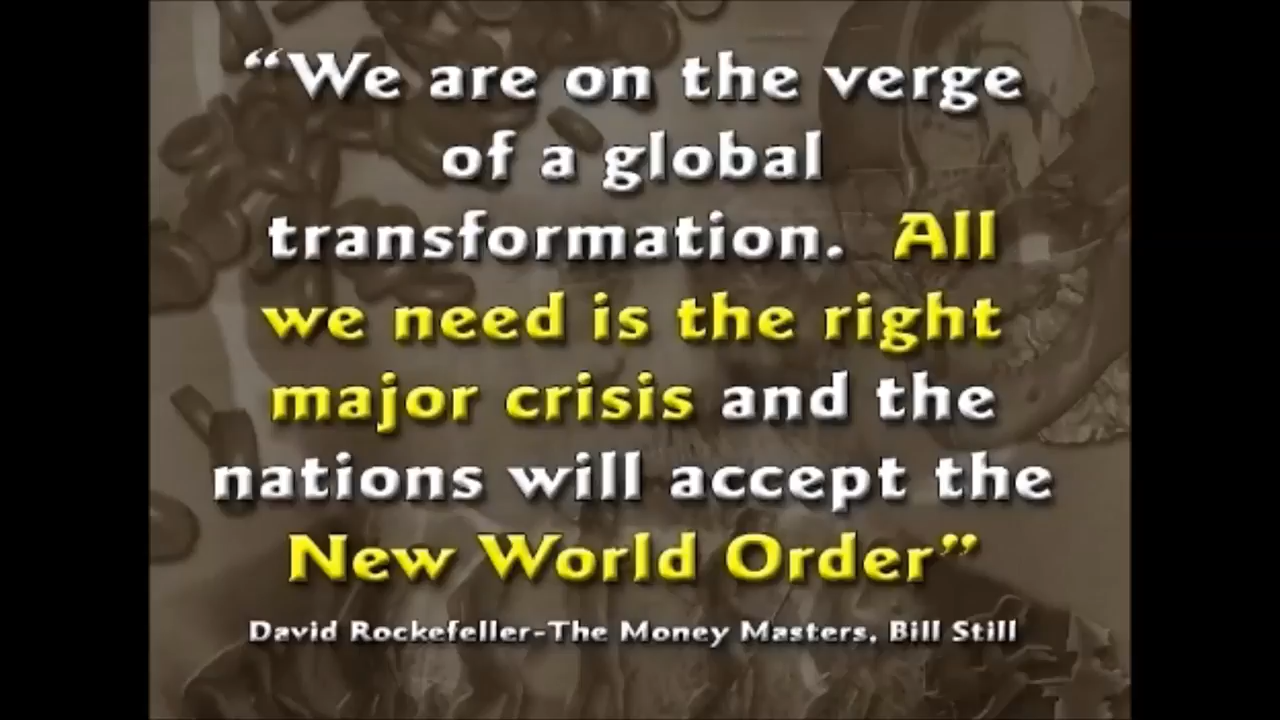 “We are on the verge
of a global
transformation. All
we need is the right
major crisis and the
nations will accept the
New World Order”
David Rockefeller-The Money Masters, Bill Still